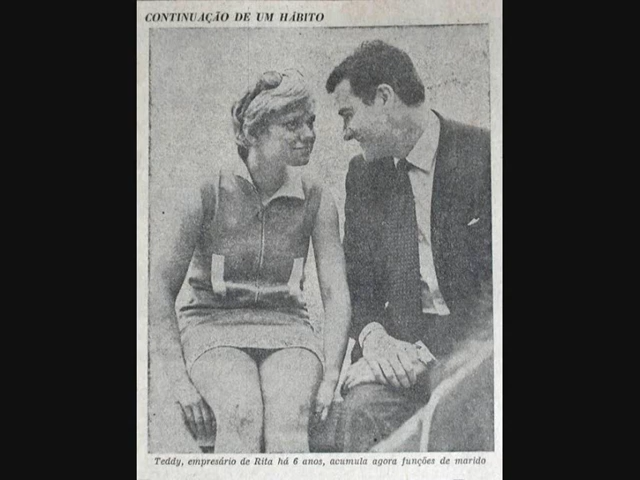 CONTINUAÇÃO DE UM HÁBITO
Teddy, empresário de Rita há 6 anos, acumula agora funções de marido